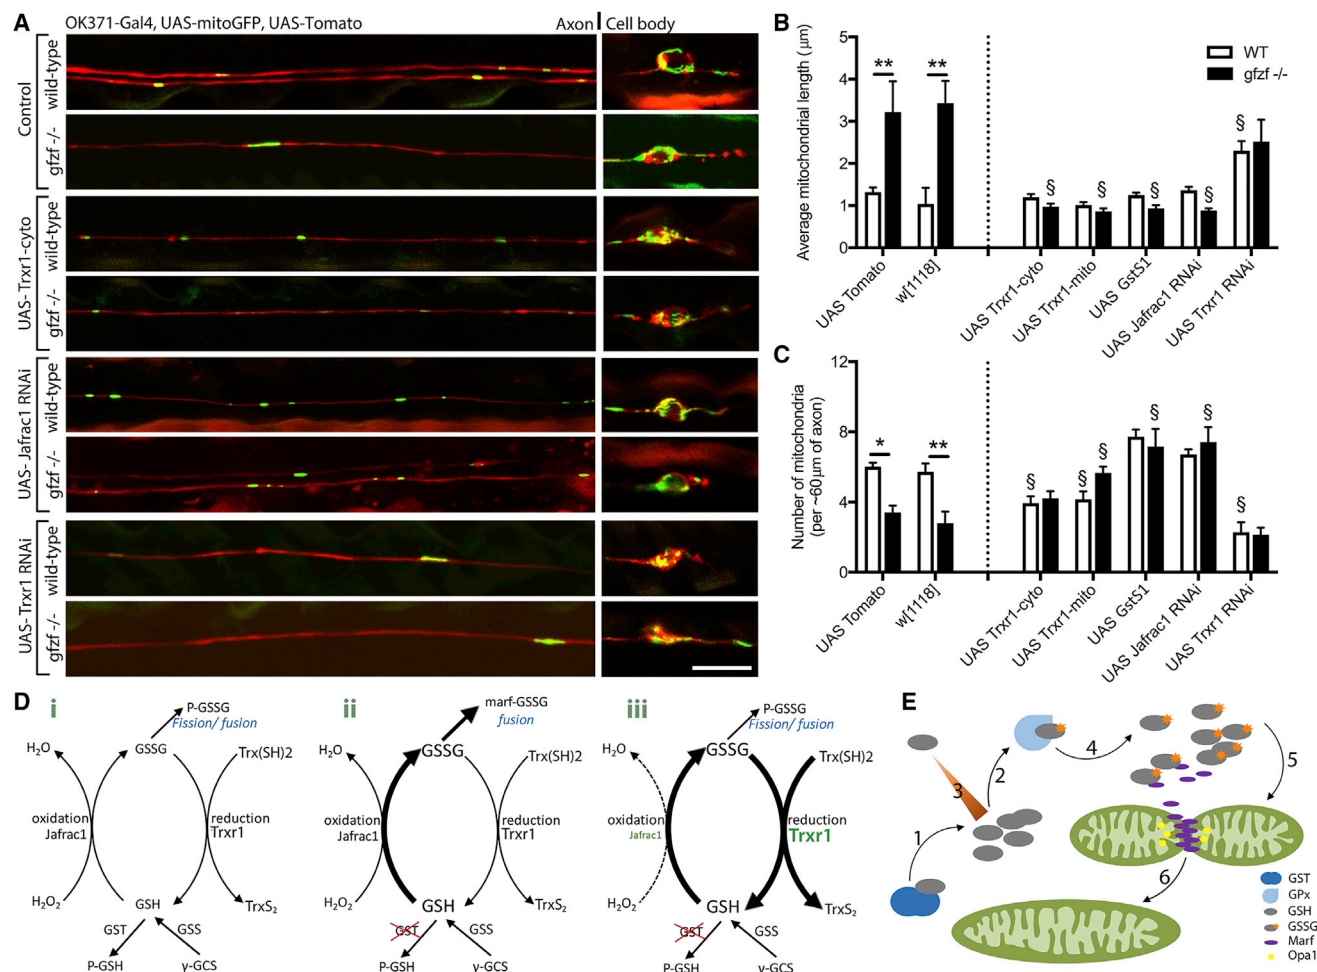 A
OK371-Gal4, UAS-mitoGFP, UAS-Tomato
Axon
Cell body
Control
wild-type
gfzf -/-
UAS-Trxr1-cyto
wild-type
gfzf -/-
UAS-Jafrac1 RNAi
wild-type
gfzf -/-
UAS-Trxr1 RNAi
wild-type
gfzf -/-
B
Average mitochondrial length (μm)
5
4
3
2
1
0
**
**
§
§
§
§
§
WT
gfzf -/-
UAS Tomato
w[1118]
UAS Trxr1-cyto
UAS Trxr1-mito
UAS GstS1
UAS Jafrac1 RNAi
UAS Trxr1 RNAi
C
Number of mitochondria
(per ~60μm of axon)
12
8
4
0
*
**
§
§
§
§
§
§
UAS Tomato
w[1118]
UAS Trxr1-cyto
UAS Trxr1-mito
UAS GstS1
UAS Jafrac1 RNAi
UAS Trxr1 RNAi
D
i
P-GSSG
Fission/ fusion
H₂O
GSSG
Trx(SH)2
oxidation
Jafrac1
reduction
Trxr1
H₂O₂
GSH
TrxS₂
GST
GSS
P-GSH
γ-GCS
ii
marf-GSSG
fusion
H₂O
GSSG
Trx(SH)2
oxidation
Jafrac1
reduction
Trxr1
H₂O₂
GSH
TrxS₂
GST
GSS
P-GSH
γ-GCS
iii
P-GSSG
Fission/ fusion
H₂O
GSSG
Trx(SH)2
oxidation
Jafrac1
reduction
Trxr1
H₂O₂
GSH
TrxS₂
GST
GSS
P-GSH
γ-GCS
E
1
2
3
4
5
6
GST
GPx
GSH
GSSG
Marf
Opa1